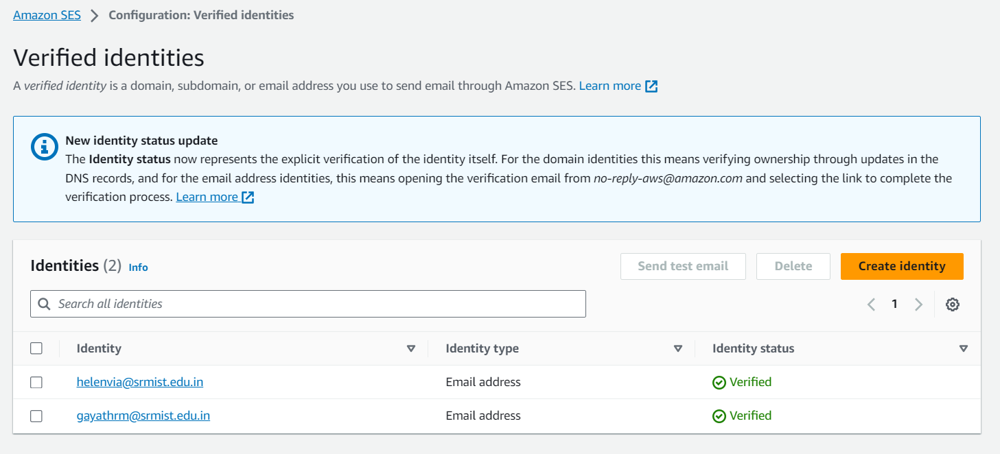 Amazon SES > Configuration: Verified identities
Verified identities
A verified identity is a domain, subdomain, or email address you use to send email through Amazon SES. Learn more
New identity status update
The Identity status now represents the explicit verification of the identity itself. For the domain identities this means verifying ownership through updates in the
DNS records, and for the email address identities, this means opening the verification email from no-reply-aws@amazon.com and selecting the link to complete the
verification process. Learn more
Identities (2) Info
Send test email Delete Create identity
Search all identities
1
Identity Identity type Identity status
helenvia@srmist.edu.in Email address Verified
gayathrm@srmist.edu.in Email address Verified